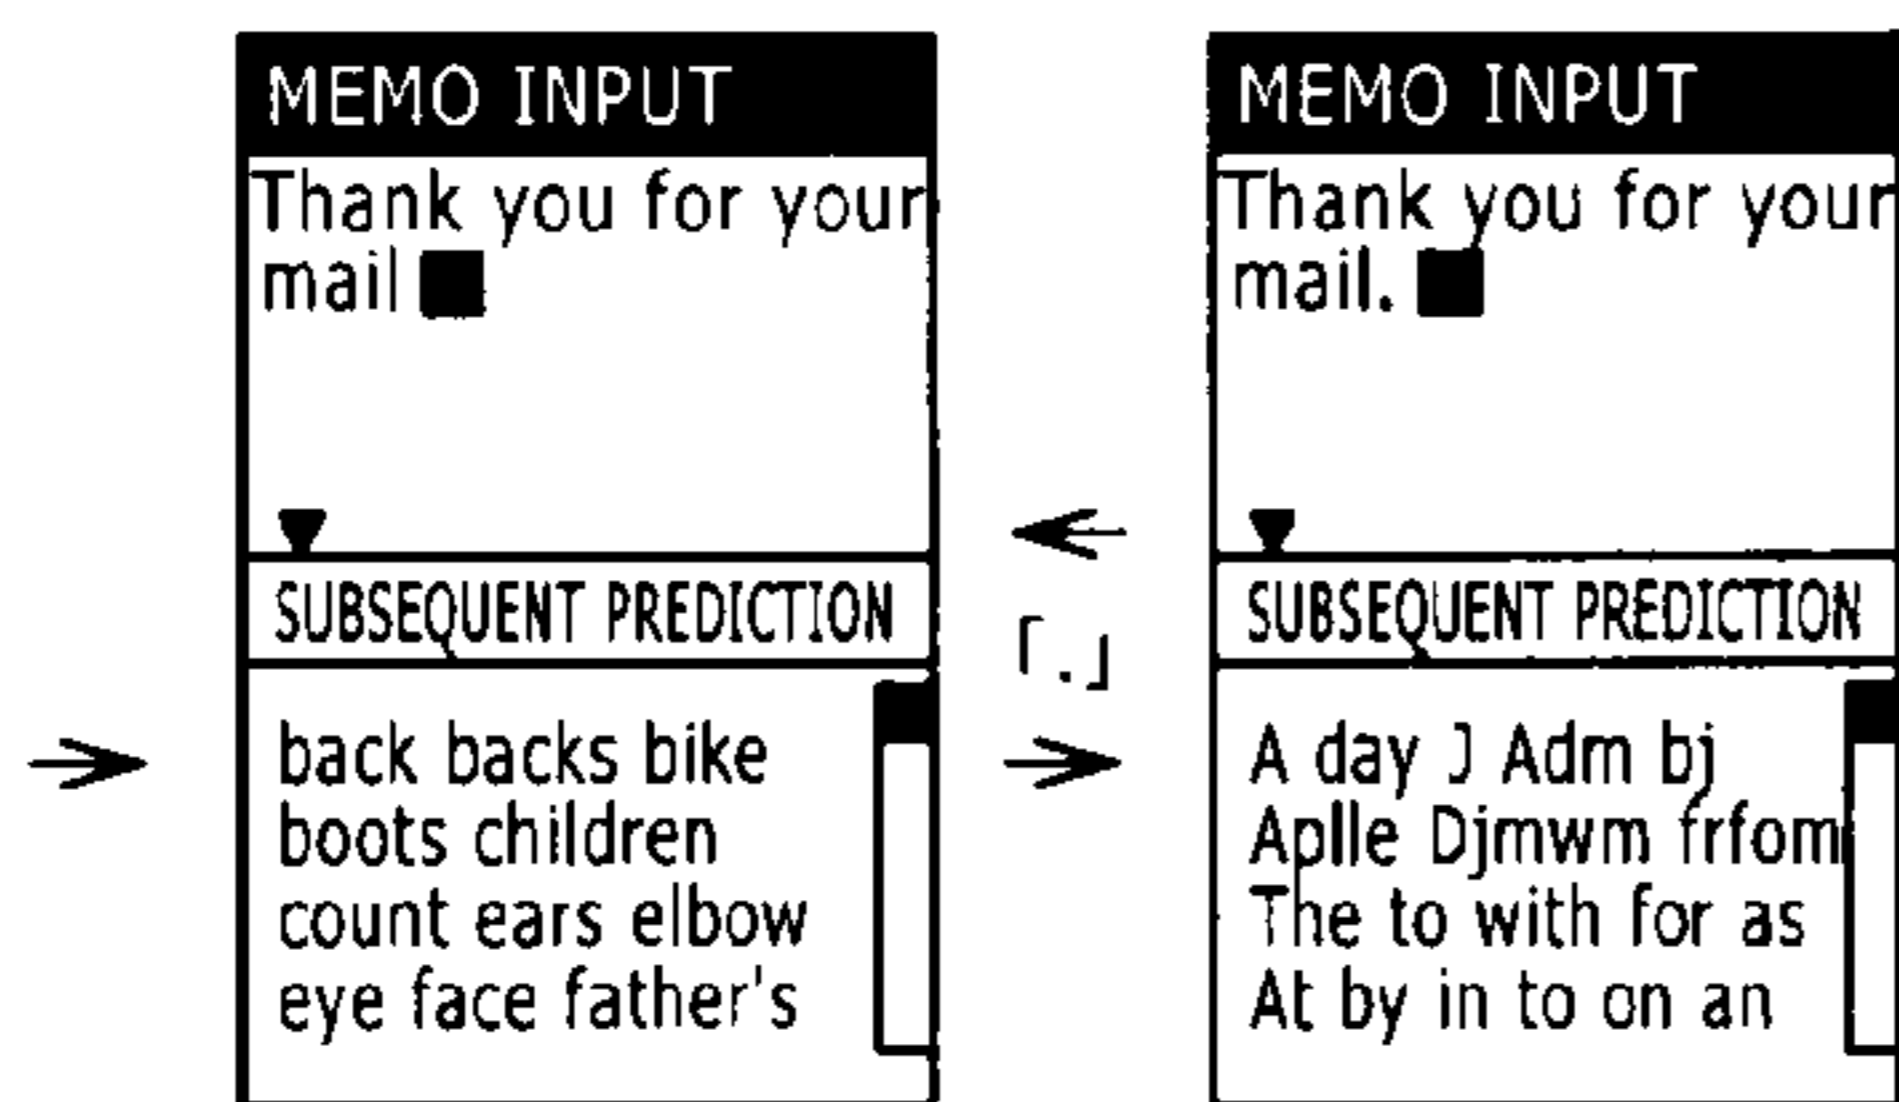 MEMO INPUT
Thank you for your
mail
SUBSEQUENT PREDICTION
back backs bike
boots children
count ears elbow
eye face father's
「.」
MEMO INPUT
Thank you for your
mail.
SUBSEQUENT PREDICTION
A day J Adm bj
Aplle Djmwm frfom
The to with for as
At by in to on an